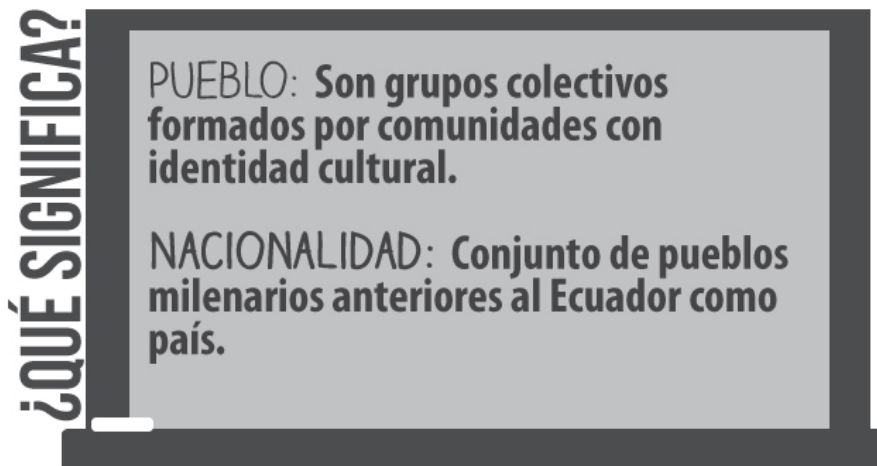 ¿QUÉ SIGNIFICA?
PUEBLO: Son grupos colectivos
formados por comunidades con
identidad cultural.
NACIONALIDAD: Conjunto de pueblos
milenarios anteriores al Ecuador como
país.